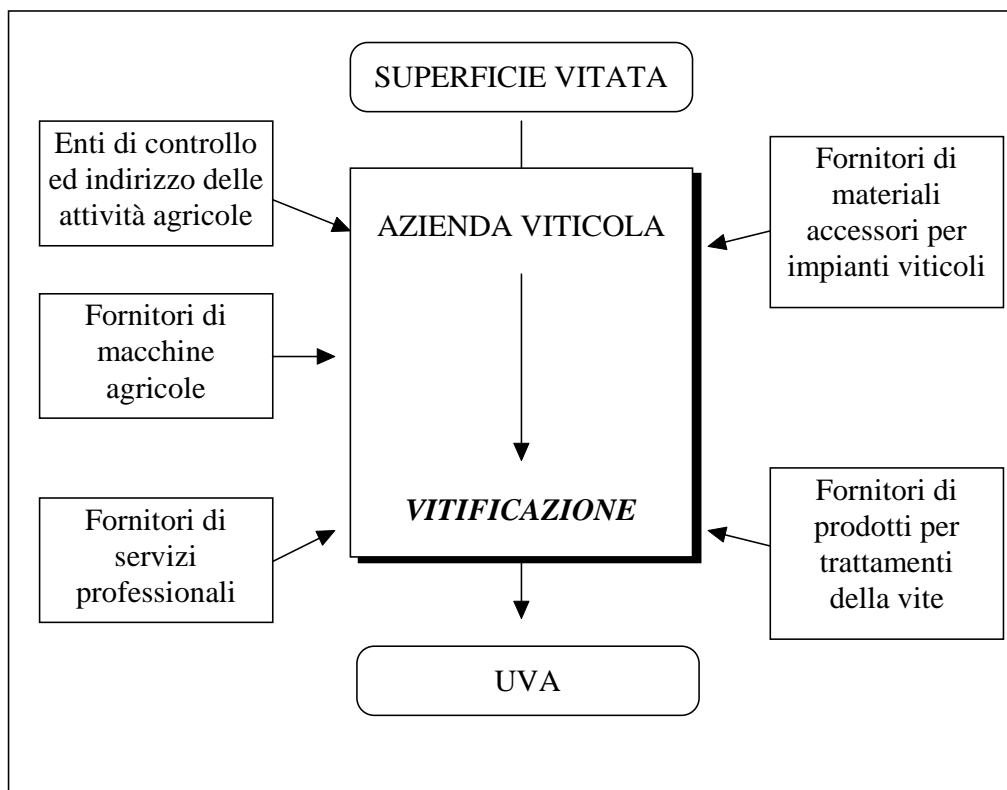 SUPERFICIE VITATA
Enti di controllo
ed indirizzo delle
attività agricole
Fornitori di
materiali
accessori per
impianti viticoli
AZIENDA VITICOLA
Fornitori di
macchine
agricole
VITIFICAZIONE
Fornitori di
servizi
professionali
Fornitori di
prodotti per
trattamenti
della vite
UVA